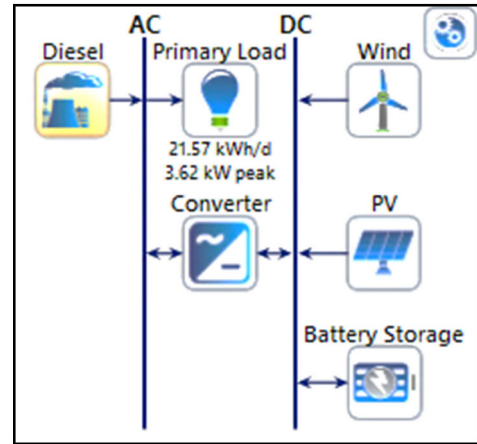 AC DC
Diesel Primary Load Wind
21.57 kWh/d
3.62 kW peak
Converter PV
Battery Storage